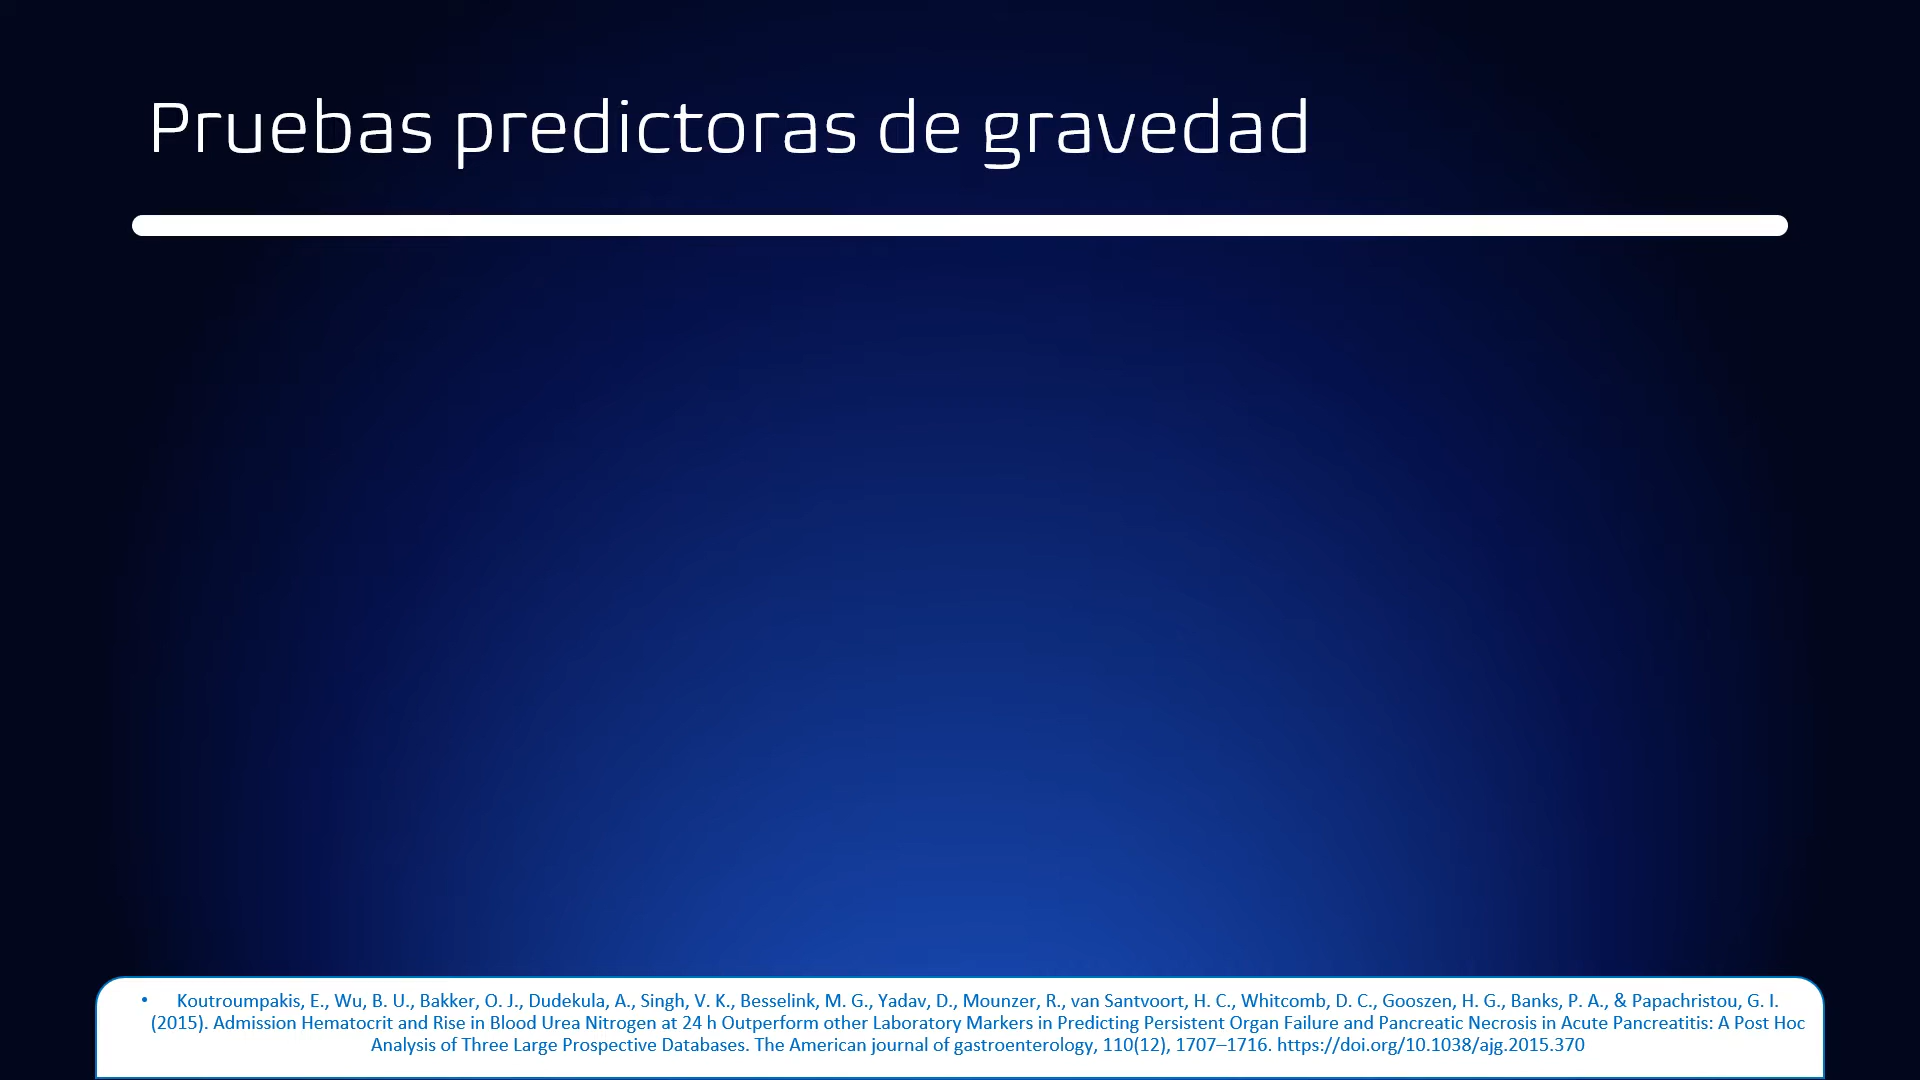 Pruebas predictoras de gravedad
• Koutroumpakis, E., Wu, B. U., Bakker, O. J., Dudekula, A., Singh, V. K., Besselink, M. G., Yadav, D., Mounzer, R., van Santvoort, H. C., Whitcomb, D. C., Gooszen, H. G., Banks, P. A., & Papachristou, G. I.
(2015). Admission Hematocrit and Rise in Blood Urea Nitrogen at 24 h Outperform other Laboratory Markers in Predicting Persistent Organ Failure and Pancreatic Necrosis in Acute Pancreatitis: A Post Hoc
Analysis of Three Large Prospective Databases. The American journal of gastroenterology, 110(12), 1707–1716. https://doi.org/10.1038/ajg.2015.370